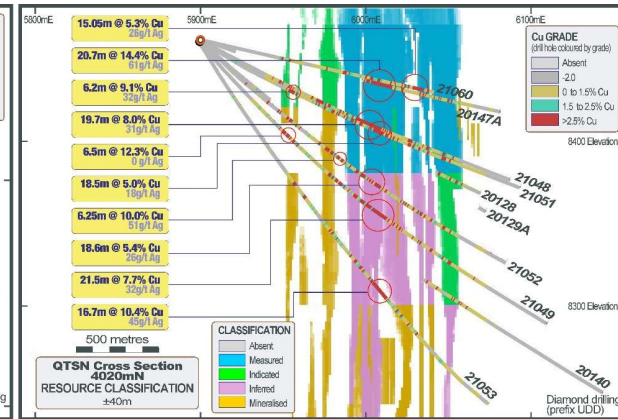 5800mE
5900mE
6000mE
6100mE
15.05m @ 5.3% Cu
26g/t Ag
20.7m @ 14.4% Cu
61g/t Ag
6.2m @ 9.1% Cu
32g/t Ag
19.7m @ 8.0% Cu
31g/t Ag
6.5m @ 12.3% Cu
0 g/t Ag
18.5m @ 5.0% Cu
18g/t Ag
6.25m @ 10.0% Cu
51g/t Ag
18.6m @ 5.4% Cu
26g/t Ag
21.5m @ 7.7% Cu
32g/t Ag
16.7m @ 10.4% Cu
45g/t Ag
500 metres
QTSN Cross Section
4020mN
RESOURCE CLASSIFICATION
±40m
CLASSIFICATION
Absent
Measured
Indicated
Inferred
Mineralised
Cu GRADE
(drill hole coloured by grade)
Absent
-2.0
0 to 1.5% Cu
1.5 to 2.5% Cu
>2.5% Cu
21060
20147A
8400 Elevation
21048
21051
20128
20129A
21052
21049
8300 Elevation
20140
21053
Diamond drilling
(prefix UDD)
g